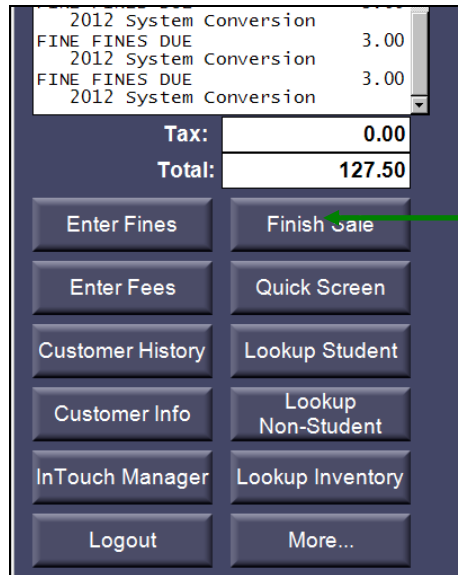 2012 System Conversion
FINE FINES DUE 3.00
2012 System Conversion
FINE FINES DUE 3.00
2012 System Conversion
Tax: 0.00
Total: 127.50
Enter Fines
Finish Sale
Enter Fees
Quick Screen
Customer History
Lookup Student
Customer Info
Lookup
Non-Student
InTouch Manager
Lookup Inventory
Logout
More...